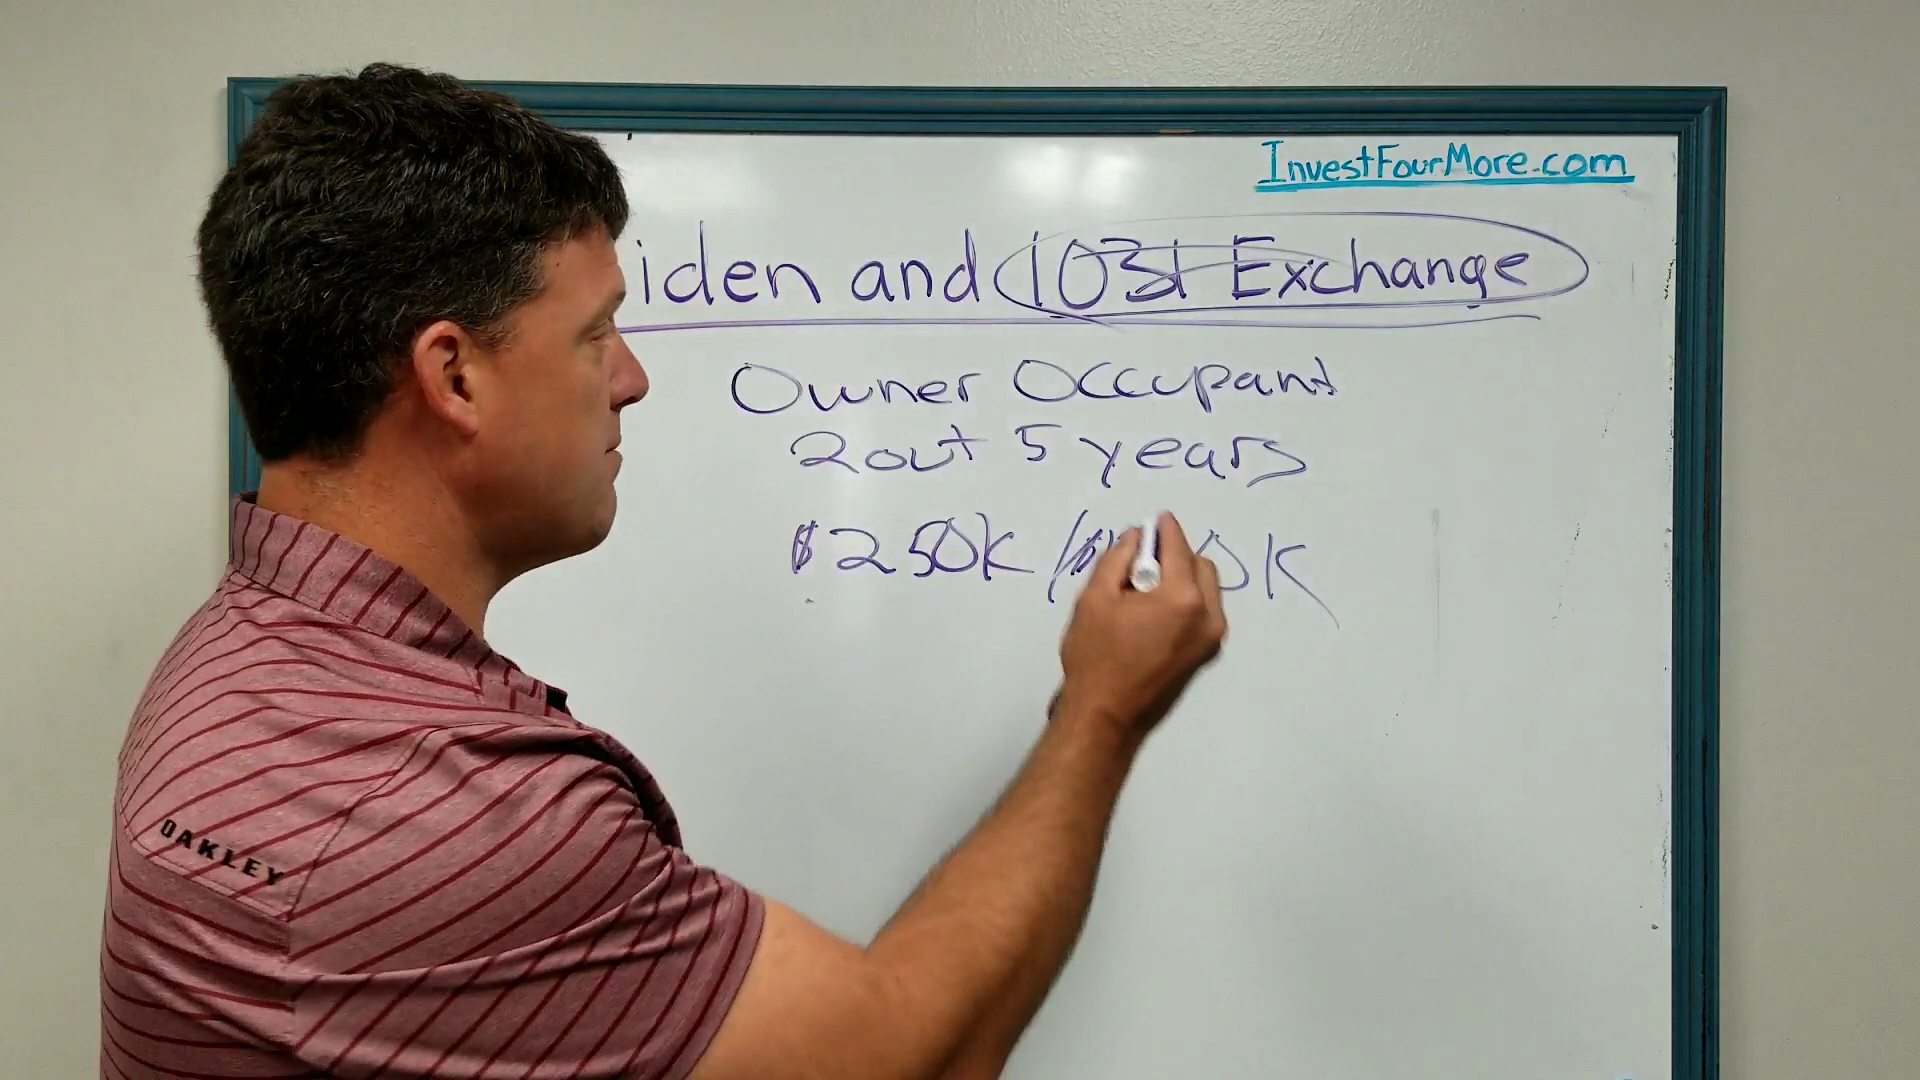 InvestFourMore.com
iden and 1031 Exchange
Owner Occupant
2 out 5 years
$250K /
OAKLEY